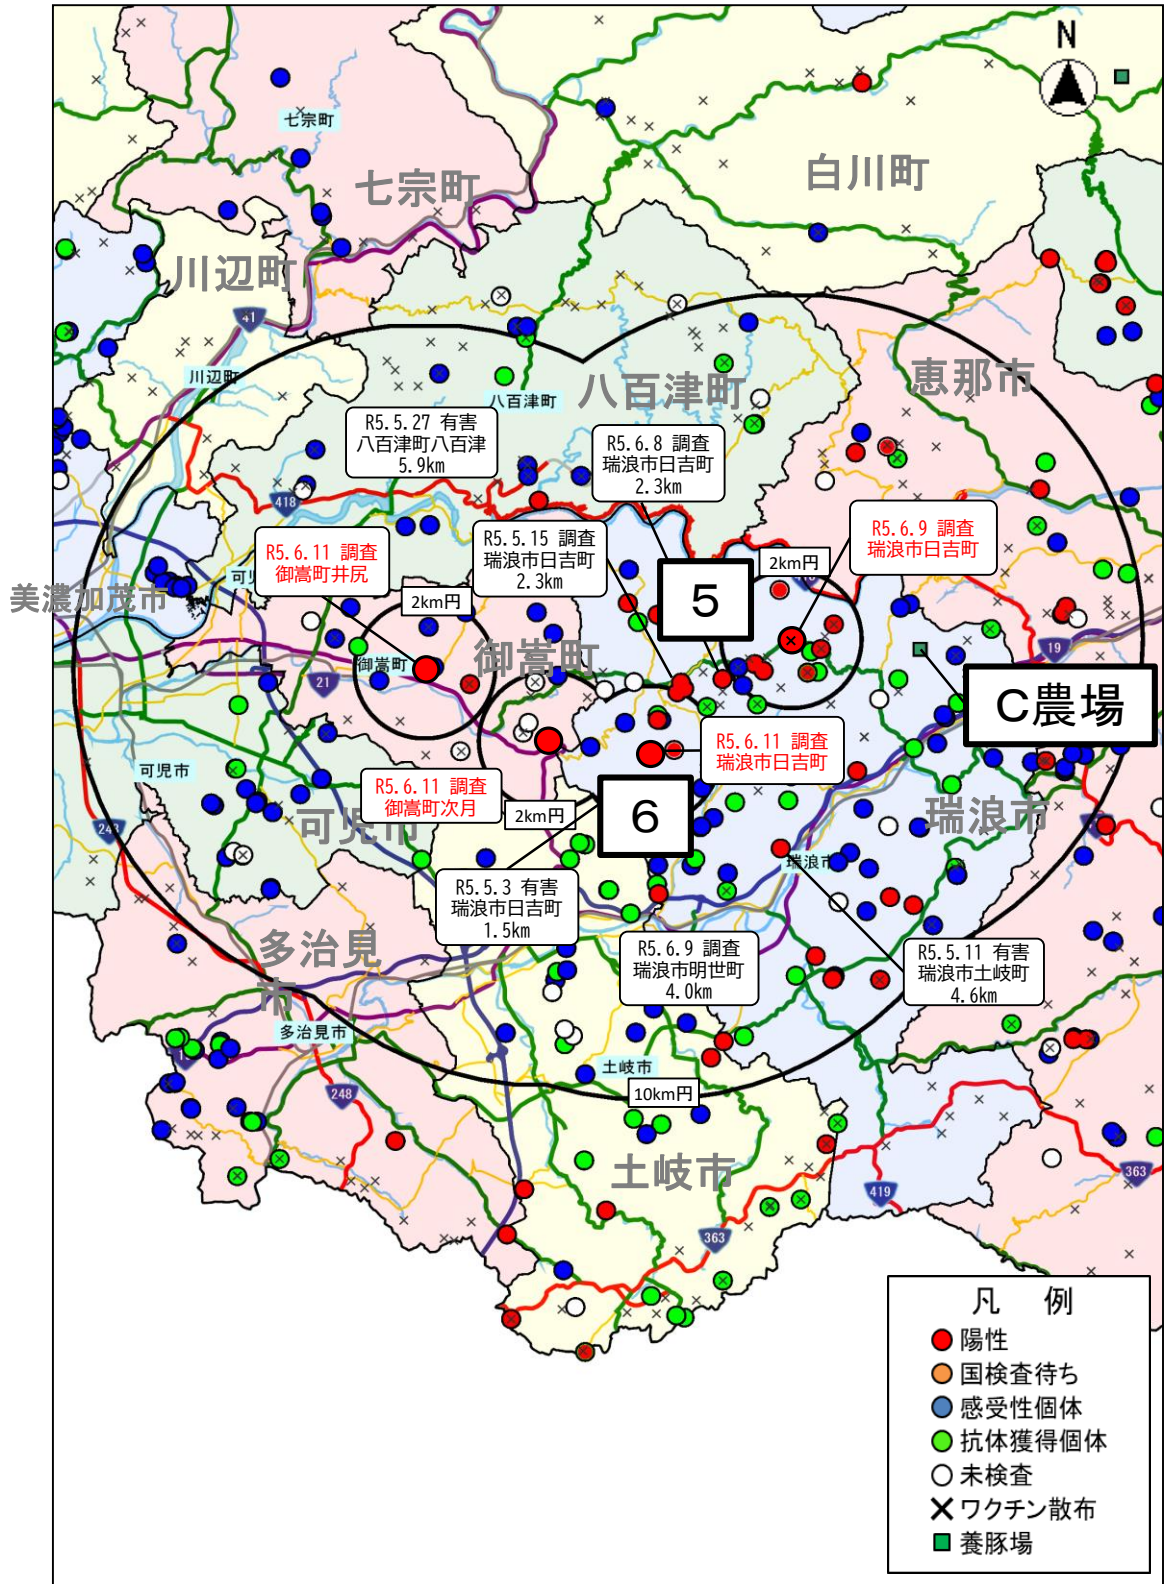 N
七宗町
七宗町
白川町
川辺町
41
川辺町
八百津町
八百津町
恵那市
R5.5.27 有害
八百津町八百津
5.9km
R5.6.8 調査
瑞浪市日吉町
2.3km
418
R5.6.11 調査
御嵩町井尻
R5.5.15 調査
瑞浪市日吉町
2.3km
R5.6.9 調査
瑞浪市日吉町
2km円
5
美濃加茂市
2km円
御嵩町
御嵩町
21
19
C農場
R5.6.11 調査
瑞浪市日吉町
可児市
R5.6.11 調査
御嵩町次月
2km円
6
可児市
瑞浪市
瑞浪市
R5.5.3 有害
瑞浪市日吉町
1.5km
R5.6.9 調査
瑞浪市明世町
4.0km
R5.5.11 有害
瑞浪市土岐町
4.6km
多治見
市
多治見市
土岐市
248
10km円
土岐市
419
363
363
凡 例
陽性
国検査待ち
感受性個体
抗体獲得個体
未検査
ワクチン散布
養豚場